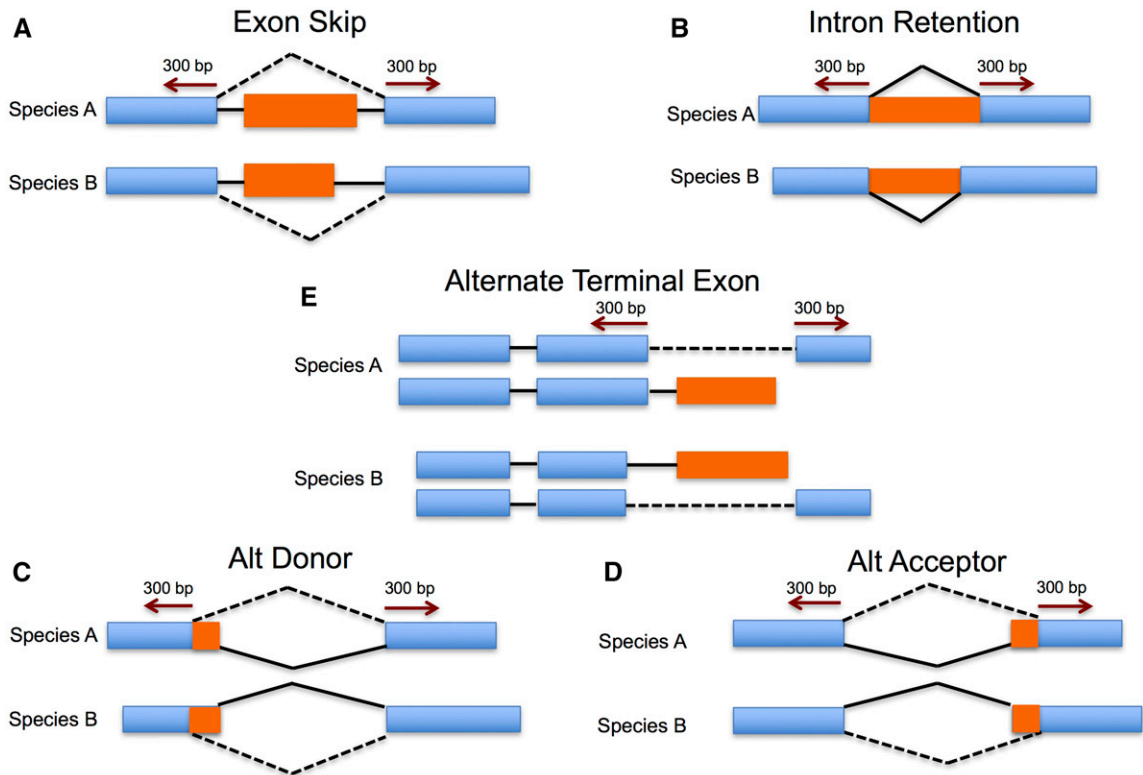 A
Exon Skip
300 bp
300 bp
Species A
Species B
B
Intron Retention
300 bp
300 bp
Species A
Species B
E
Alternate Terminal Exon
300 bp
300 bp
Species A
Species B
C
Alt Donor
300 bp
300 bp
Species A
Species B
D
Alt Acceptor
300 bp
300 bp
Species A
Species B